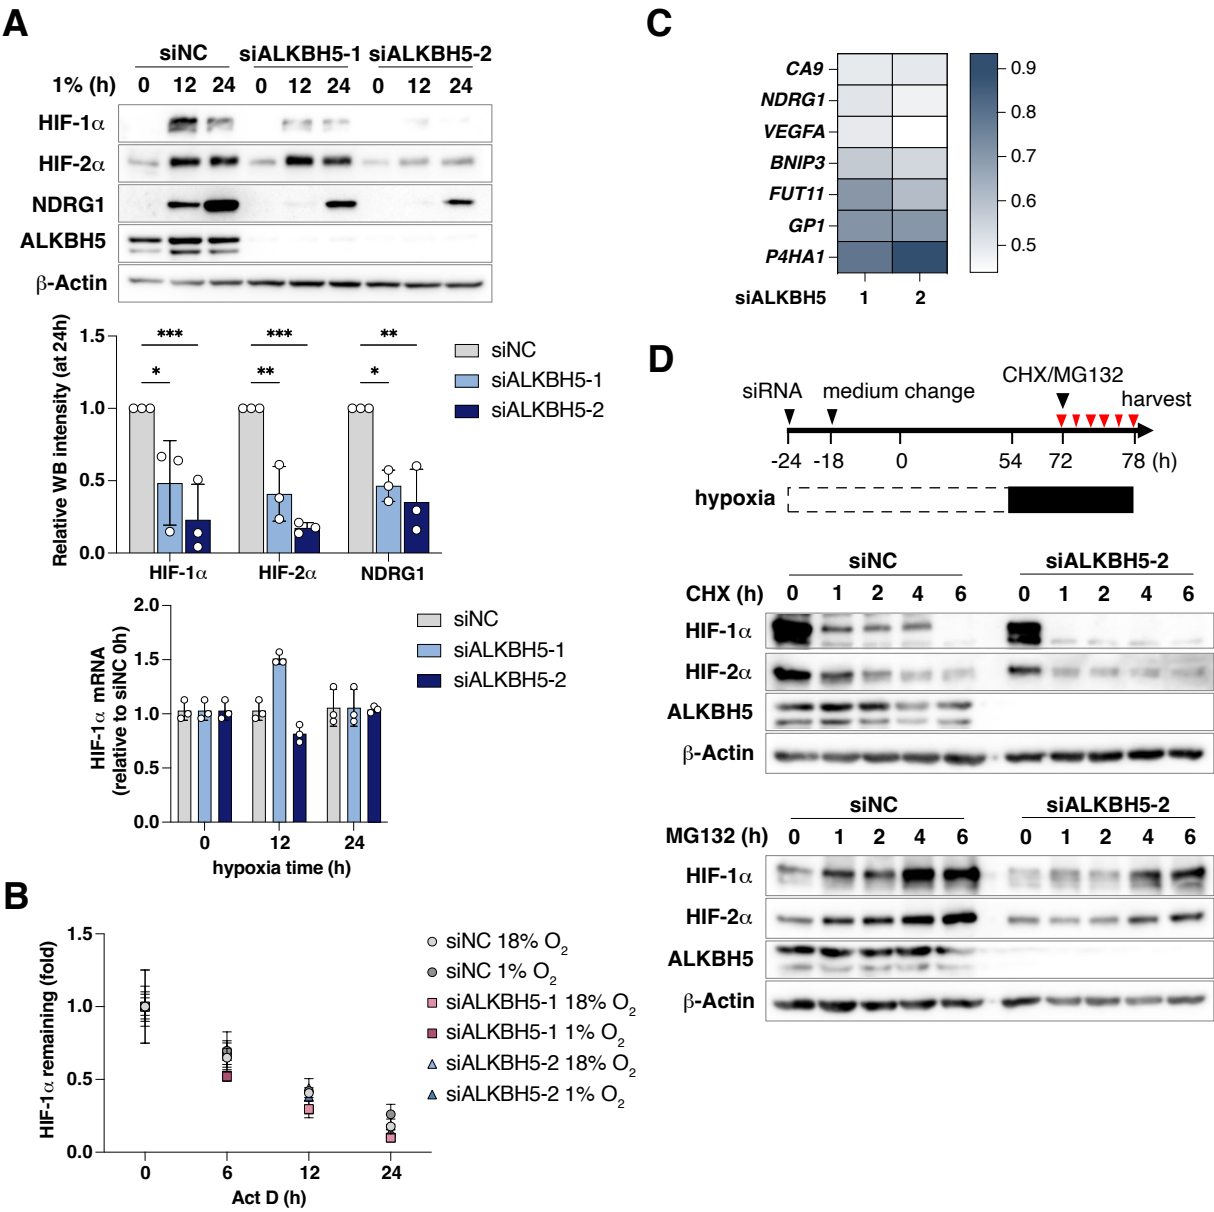 A
siNC siALKBH5-1 siALKBH5-2
1% (h) 0 12 24 0 12 24 0 12 24
HIF-1α
HIF-2α
NDRG1
ALKBH5
β-Actin
Relative WB intensity (at 24h)
1.5
1.0
0.5
0.0
*** *** **
* ** *
HIF-1α HIF-2α NDRG1
siNC
siALKBH5-1
siALKBH5-2
HIF-1α mRNA
(relative to siNC 0h)
2.0
1.5
1.0
0.5
0.0
0 12 24
hypoxia time (h)
siNC
siALKBH5-1
siALKBH5-2
B
HIF-1α remaining (fold)
1.5
1.0
0.5
0.0
0 6 12 24
Act D (h)
siNC 18% O2
siNC 1% O2
siALKBH5-1 18% O2
siALKBH5-1 1% O2
siALKBH5-2 18% O2
siALKBH5-2 1% O2
C
CA9
NDRG1
VEGFA
BNIP3
FUT11
GP1
P4HA1
siALKBH5 1 2
0.9
0.8
0.7
0.6
0.5
D
CHX/MG132
siRNA medium change harvest
-24 -18 0 54 72 78 (h)
hypoxia
siNC siALKBH5-2
CHX (h) 0 1 2 4 6 0 1 2 4 6
HIF-1α
HIF-2α
ALKBH5
β-Actin
siNC siALKBH5-2
MG132 (h) 0 1 2 4 6 0 1 2 4 6
HIF-1α
HIF-2α
ALKBH5
β-Actin